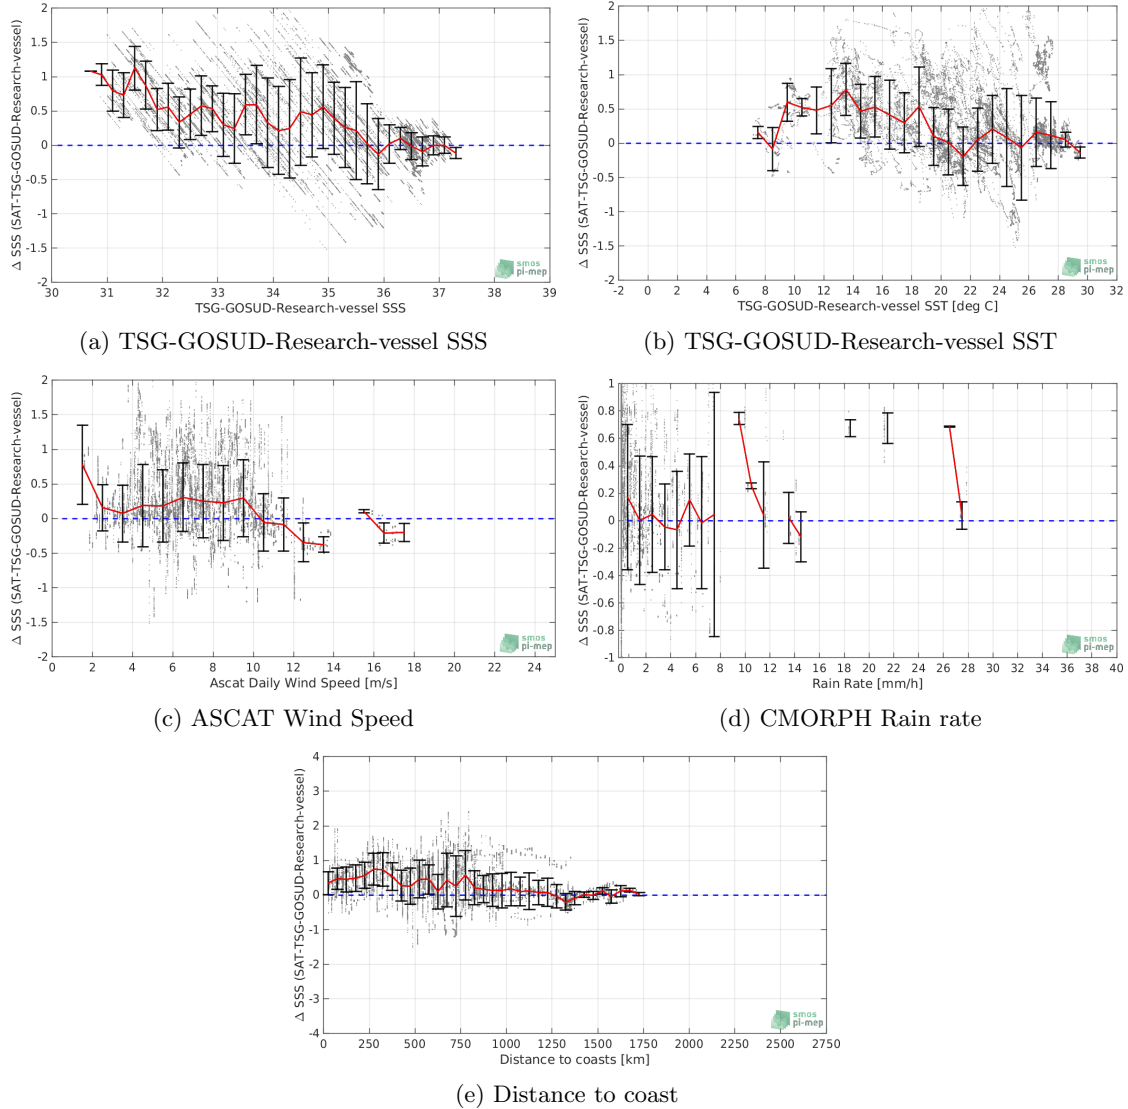 2
1.5
1
0.5
0
-0.5
-1
-1.5
-2
Δ SSS (SAT-TSG-GOSUD-Research-vessel)
30 31 32 33 34 35 36 37 38 39
TSG-GOSUD-Research-vessel SSS
smos
pi-mep
(a) TSG-GOSUD-Research-vessel SSS
2
1.5
1
0.5
0
-0.5
-1
-1.5
-2
Δ SSS (SAT-TSG-GOSUD-Research-vessel)
-2 0 2 4 6 8 10 12 14 16 18 20 22 24 26 28 30 32
TSG-GOSUD-Research-vessel SST [deg C]
smos
pi-mep
(b) TSG-GOSUD-Research-vessel SST
2
1.5
1
0.5
0
-0.5
-1
-1.5
-2
Δ SSS (SAT-TSG-GOSUD-Research-vessel)
2 4 6 8 10 12 14 16 18 20 22 24
Ascat Daily Wind Speed [m/s]
smos
pi-mep
(c) ASCAT Wind Speed
1
0.8
0.6
0.4
0.2
0
-0.2
-0.4
-0.6
-0.8
-1
Δ SSS (SAT-TSG-GOSUD-Research-vessel)
0 2 4 6 8 10 12 14 16 18 20 22 24 26 28 30 32 34 36 38 40
Rain Rate [mm/h]
smos
pi-mep
(d) CMORPH Rain rate
4
3
2
1
0
-1
-2
-3
-4
Δ SSS (SAT-TSG-GOSUD-Research-vessel)
0 250 500 750 1000 1250 1500 1750 2000 2250 2500 2750
Distance to coasts [km]
smos
pi-mep
(e) Distance to coast